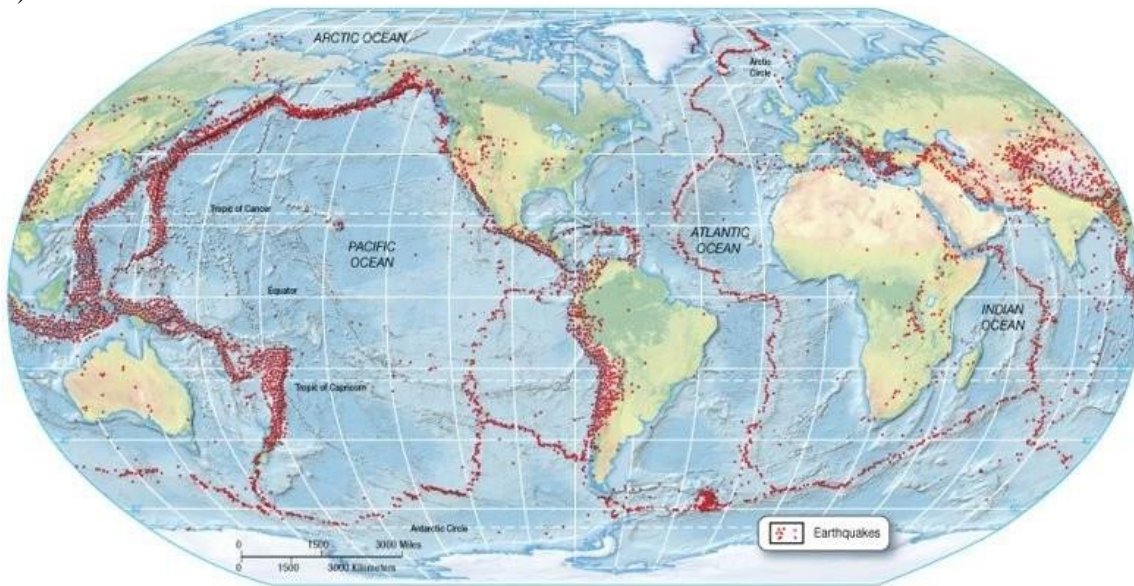 )
ARCTIC OCEAN
Arctic
Circle
Tropic of Cancer
PACIFIC
OCEAN
ATLANTIC
OCEAN
Equator
INDIAN
OCEAN
Tropic of Capricorn
Antarctic Circle
0 1500 3000 Miles
0 1500 3000 Kilometers
Earthquakes